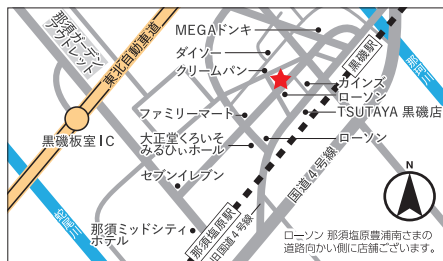 MEGAドンキ
ダイソー
クリームパン
那須ガーデン
アウトレット
東北自動車道
黒磯駅
那珂川
カインズ
ローソン
TSUTAYA 黒磯店
ファミリーマート
黒磯板室IC
大正堂くろいそ
みるひぃホール
ローソン
セブンイレブン
国道4号線
那須塩原駅
旧国道4号線
蛇尾川
那須ミッドシティ
ホテル
N
ローソン 那須塩原豊浦南さまの
道路向かい側に店舗ございます。